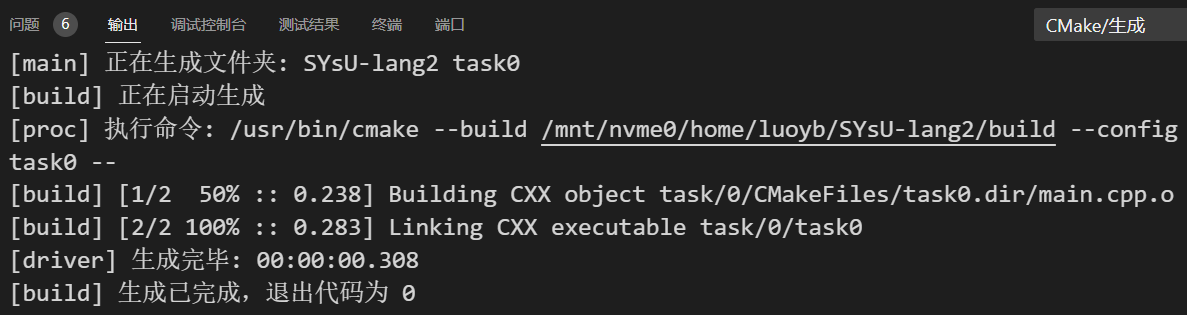 问题 6 输出 调试控制台 测试结果 终端 端口 CMake/生成
[main] 正在生成文件夹: SYsU-lang2 task0
[build] 正在启动生成
[proc] 执行命令: /usr/bin/cmake --build /mnt/nvme0/home/luoyb/SYsU-lang2/build --config
task0 --
[build] [1/2  50% :: 0.238] Building CXX object task/0/CMakeFiles/task0.dir/main.cpp.o
[build] [2/2 100% :: 0.283] Linking CXX executable task/0/task0
[driver] 生成完毕: 00:00:00.308
[build] 生成已完成，退出代码为 0